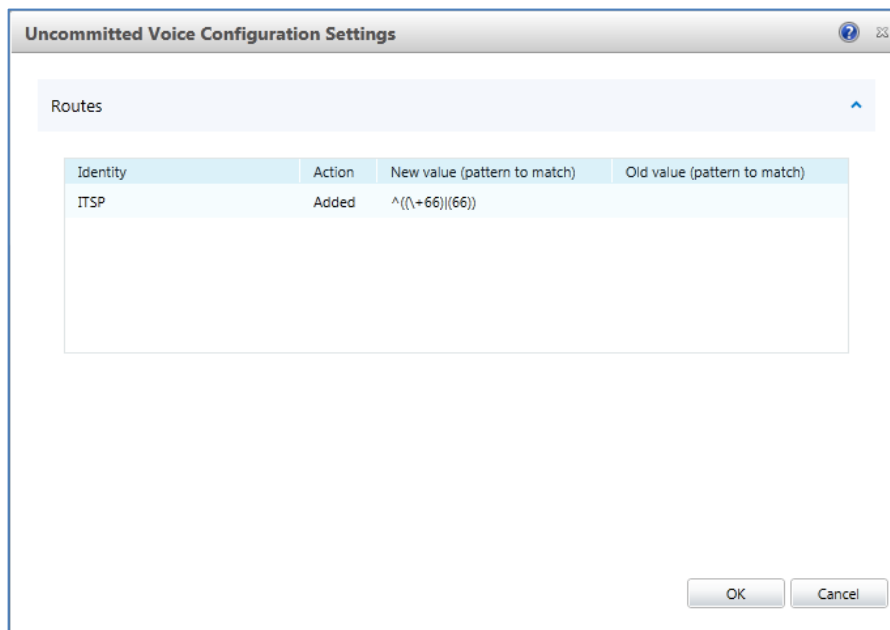 Uncommitted Voice Configuration Settings
Routes
Identity Action New value (pattern to match) Old value (pattern to match)
ITSP Added ^((\+66)|(66))
OK Cancel